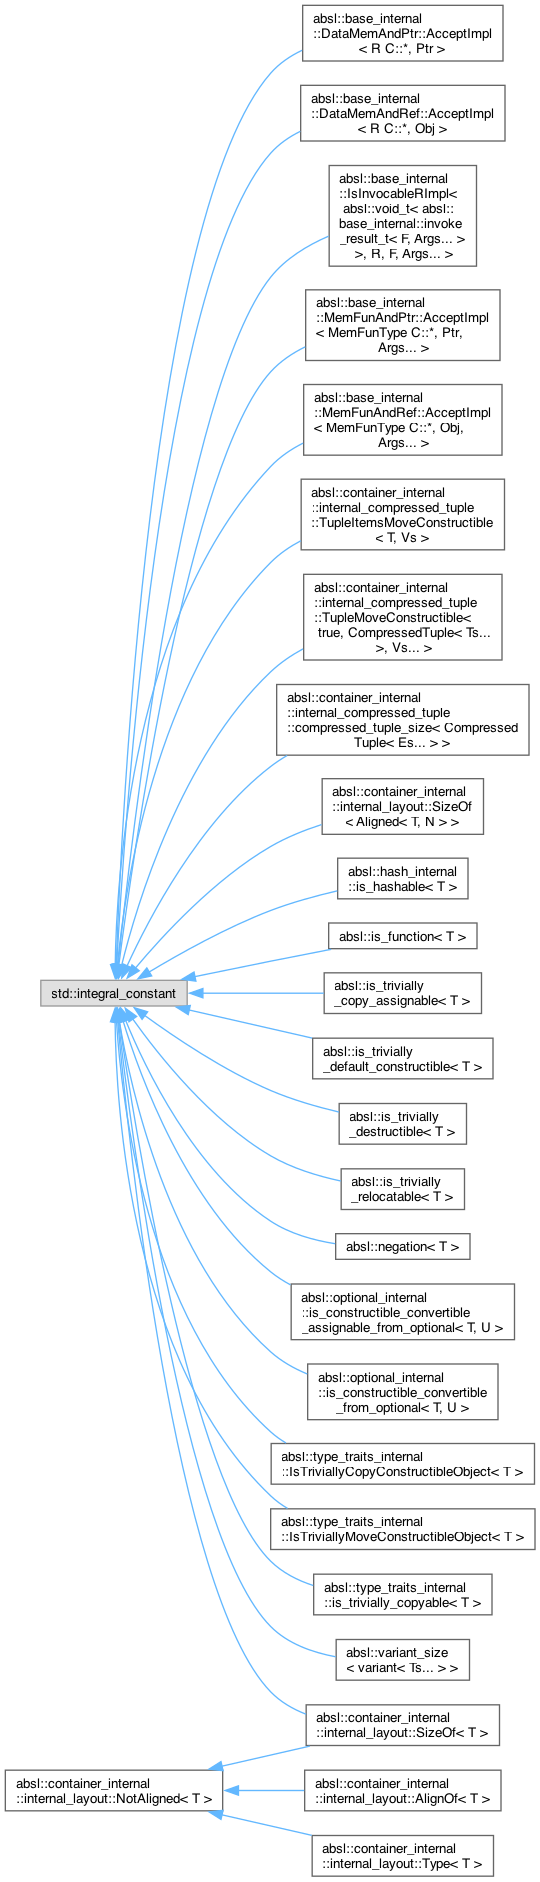 absl::base_internal
::DataMemAndPtr::AcceptImpl
< R C::*, Ptr >
absl::base_internal
::DataMemAndRef::AcceptImpl
< R C::*, Obj >
absl::base_internal
::IsInvocableRImpl<
absl::void_t< absl::
base_internal::invoke
_result_t< F, Args... >
>, R, F, Args... >
absl::base_internal
::MemFunAndPtr::AcceptImpl
< MemFunType C::*, Ptr,
Args... >
absl::base_internal
::MemFunAndRef::AcceptImpl
< MemFunType C::*, Obj,
Args... >
absl::container_internal
::internal_compressed_tuple
::TupleItemsMoveConstructible
< T, Vs >
absl::container_internal
::internal_compressed_tuple
::TupleMoveConstructible<
true, CompressedTuple< Ts...
>, Vs... >
absl::container_internal
::internal_compressed_tuple
::compressed_tuple_size< Compressed
Tuple< Es... > >
absl::container_internal
::internal_layout::SizeOf
< Aligned< T, N > >
absl::hash_internal
::is_hashable< T >
absl::is_function< T >
std::integral_constant
absl::is_trivially
_copy_assignable< T >
absl::is_trivially
_default_constructible< T >
absl::is_trivially
_destructible< T >
absl::is_trivially
_relocatable< T >
absl::negation< T >
absl::optional_internal
::is_constructible_convertible
_assignable_from_optional< T, U >
absl::optional_internal
::is_constructible_convertible
_from_optional< T, U >
absl::type_traits_internal
::IsTriviallyCopyConstructibleObject< T >
absl::type_traits_internal
::IsTriviallyMoveConstructibleObject< T >
absl::type_traits_internal
::is_trivially_copyable< T >
absl::variant_size
< variant< Ts... > >
absl::container_internal
::internal_layout::SizeOf< T >
absl::container_internal
::internal_layout::NotAligned< T >
absl::container_internal
::internal_layout::AlignOf< T >
absl::container_internal
::internal_layout::Type< T >